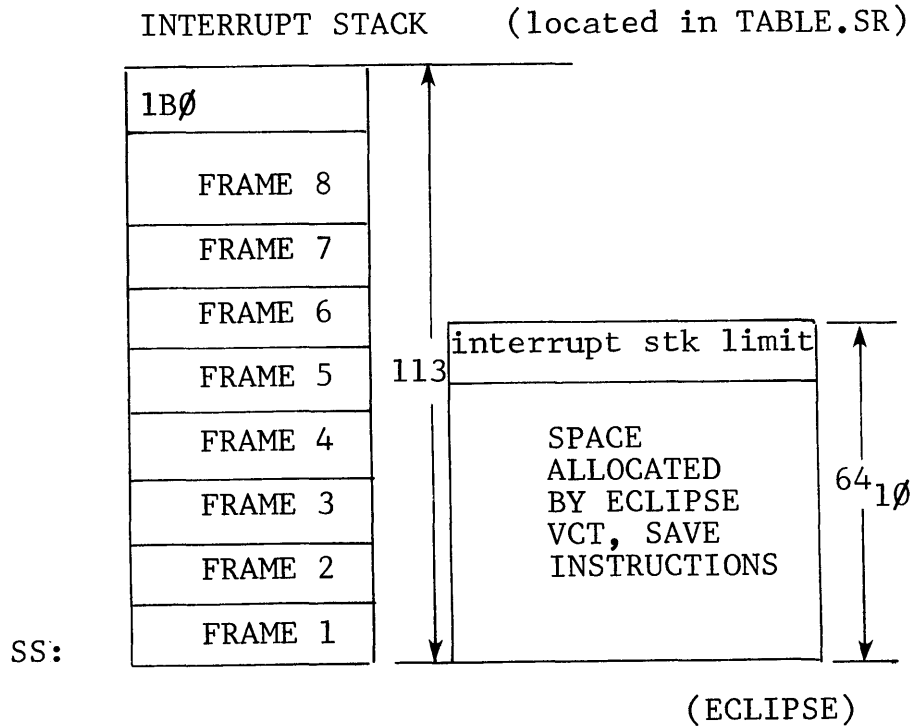 INTERRUPT STACK (located in TABLE.SR)
1BØ
FRAME 8
FRAME 7
FRAME 6
FRAME 5
FRAME 4
FRAME 3
FRAME 2
FRAME 1
SS:
113
interrupt stk limit
SPACE
ALLOCATED
BY ECLIPSE
VCT, SAVE
INSTRUCTIONS
64 1Ø
(ECLIPSE)